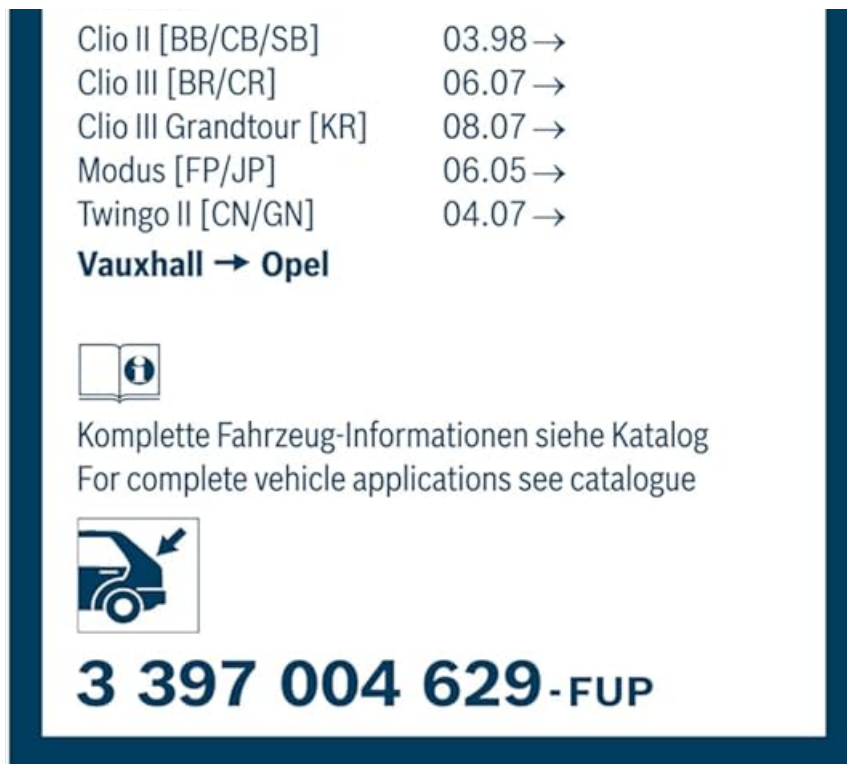 Clio II [BB/CB/SB] 03.98→
Clio III [BR/CR] 06.07→
Clio III Grandtour [KR] 08.07→
Modus [FP/JP] 06.05→
Twingo II [CN/GN] 04.07→
Vauxhall → Opel
i
Komplette Fahrzeug-Informationen siehe Katalog
For complete vehicle applications see catalogue
3 397 004 629-FUP